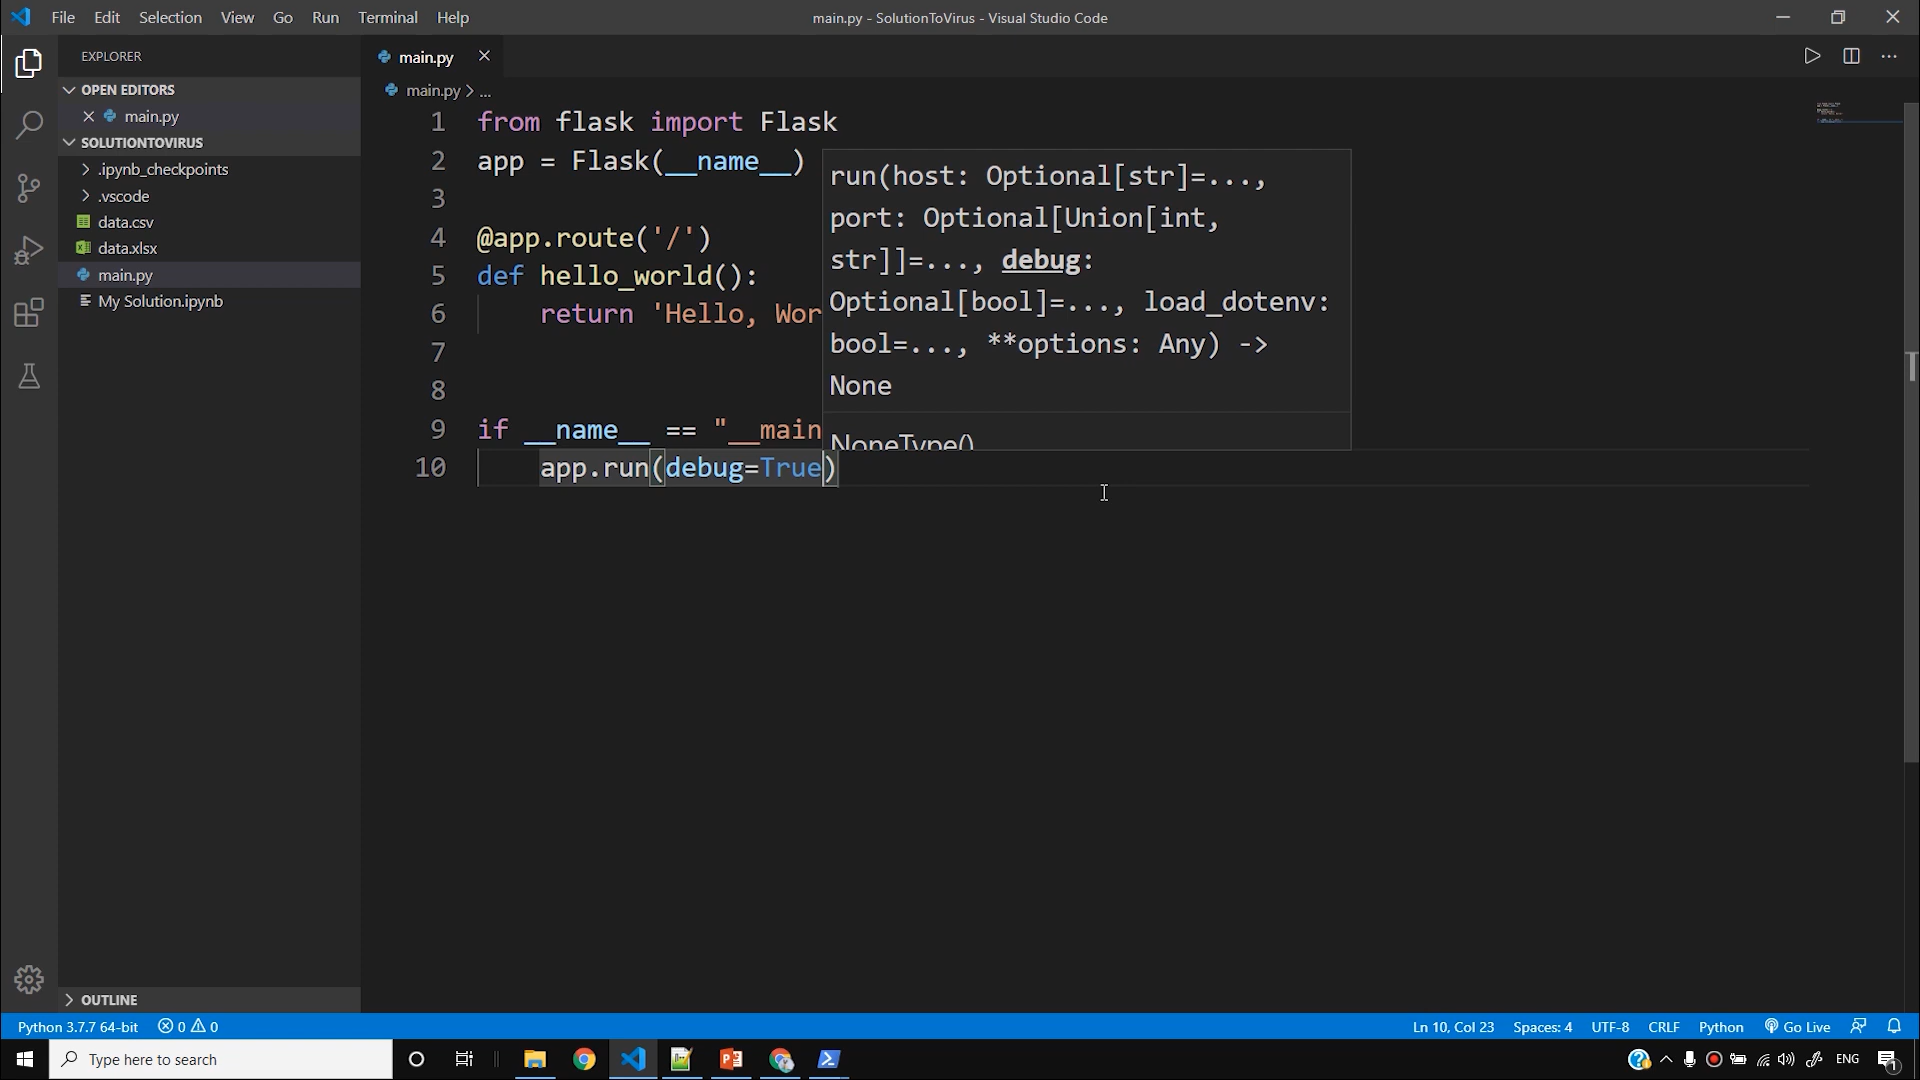 File Edit Selection View Go Run Terminal Help
main.py - SolutionToVirus - Visual Studio Code
EXPLORER
OPEN EDITORS
main.py
SOLUTIONTOVIRUS
.ipynb_checkpoints
.vscode
data.csv
data.xlsx
main.py
My Solution.ipynb
OUTLINE
main.py
main.py > ...
1 from flask import Flask
2 app = Flask(__name__)
3
4 @app.route('/')
5 def hello_world():
6 return 'Hello, Wor
7
8
9 if __name__ == "__main
10 app.run(debug=True)
run(host: Optional[str]=...,
port: Optional[Union[int,
str]]=..., debug:
Optional[bool]=..., load_dotenv:
bool=..., **options: Any) ->
None
NoneType()
Python 3.7.7 64-bit 0 0
Ln 10, Col 23 Spaces: 4 UTF-8 CRLF Python Go Live
Type here to search
ENG
1